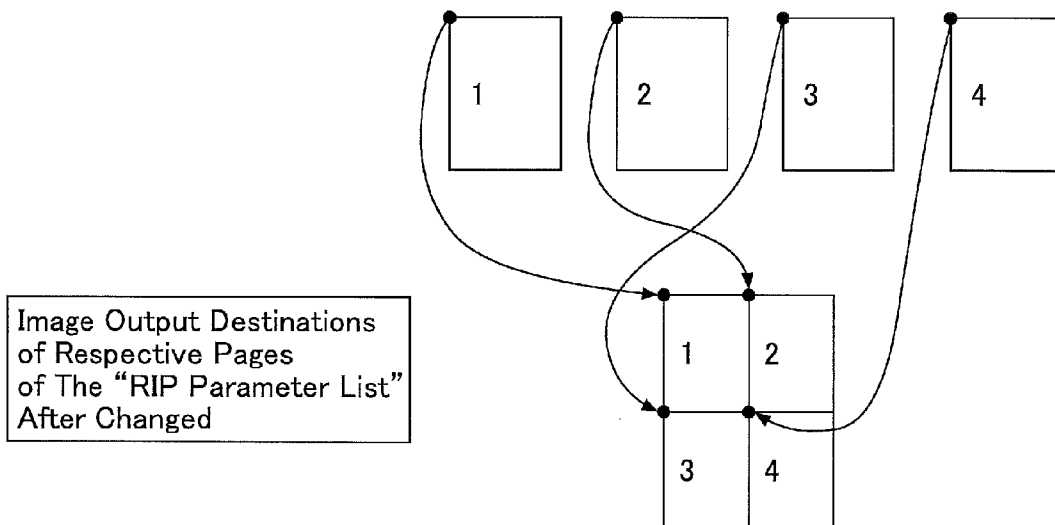 1 2 3 4
Image Output Destinations
of Respective Pages
of The “RIP Parameter List”
After Changed
1 2
3 4